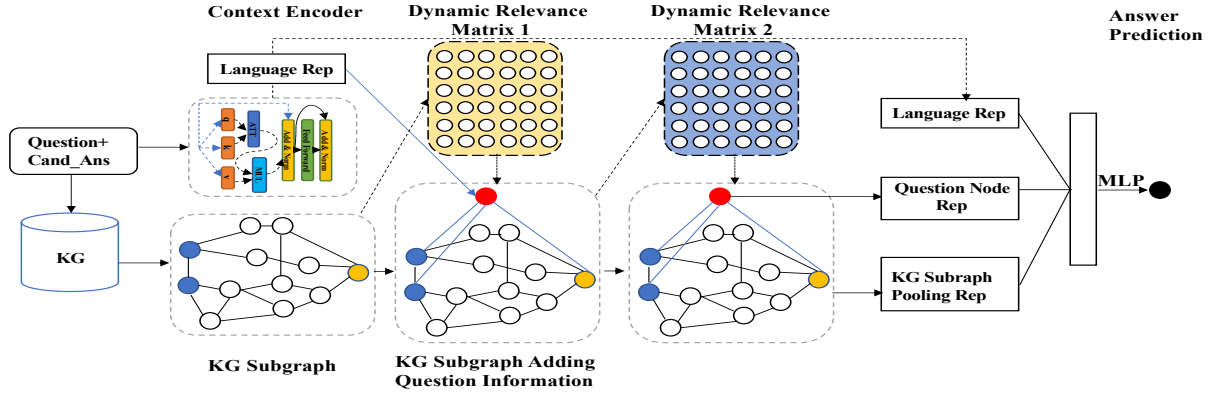 Context Encoder
Dynamic Relevance
Matrix 1
Dynamic Relevance
Matrix 2
Answer
Prediction
Language Rep
q
k
v
ATT
MUL
Add & Norm
Feed Forward
Add & Norm
Question+
Cand_Ans
KG
Language Rep
Question Node
Rep
KG Subraph
Pooling Rep
MLP
KG Subgraph
KG Subgraph Adding
Question Information